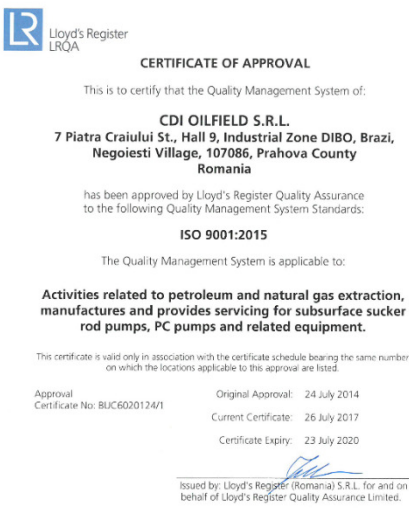 LR
Lloyd's Register
LRQA
CERTIFICATE OF APPROVAL
This is to certify that the Quality Management System of:
CDI OILFIELD S.R.L.
7 Piatra Craiului St., Hall 9, Industrial Zone DIBO, Brazi,
Negoiesti Village, 107086, Prahova County
Romania
has been approved by Lloyd's Register Quality Assurance
to the following Quality Management System Standards:
ISO 9001:2015
The Quality Management System is applicable to:
Activities related to petroleum and natural gas extraction,
manufactures and provides servicing for subsurface sucker
rod pumps, PC pumps and related equipment.
This certificate is valid only in association with the certificate schedule bearing the same number
on which the locations applicable to this approval are listed.
Approval
Certificate No: BUC6020124/1
Original Approval: 24 July 2014
Current Certificate: 26 July 2017
Certificate Expiry: 23 July 2020
Issued by: Lloyd's Register (Romania) S.R.L. for and on
behalf of Lloyd's Register Quality Assurance Limited.